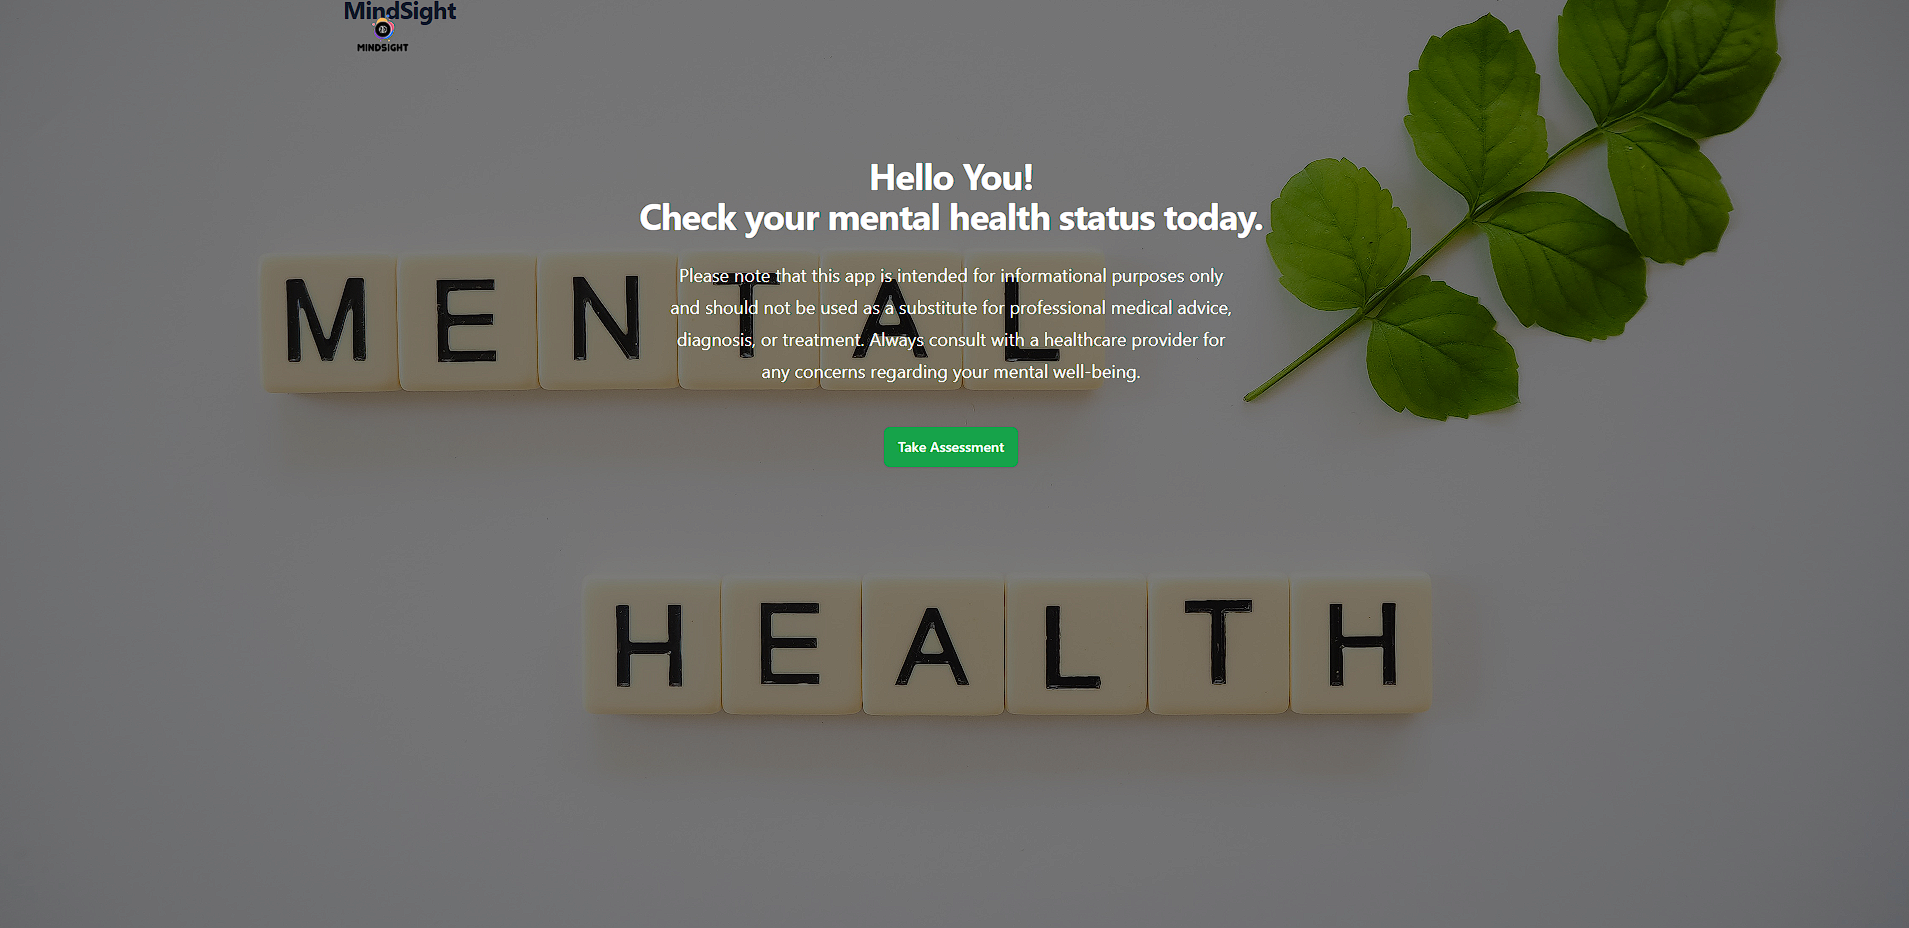 MindSight
MINDSIGHT
Hello You!
Check your mental health status today.
MENTAL
Please note that this app is intended for informational purposes only
and should not be used as a substitute for professional medical advice,
diagnosis, or treatment. Always consult with a healthcare provider for
any concerns regarding your mental well-being.
Take Assessment
HEALTH